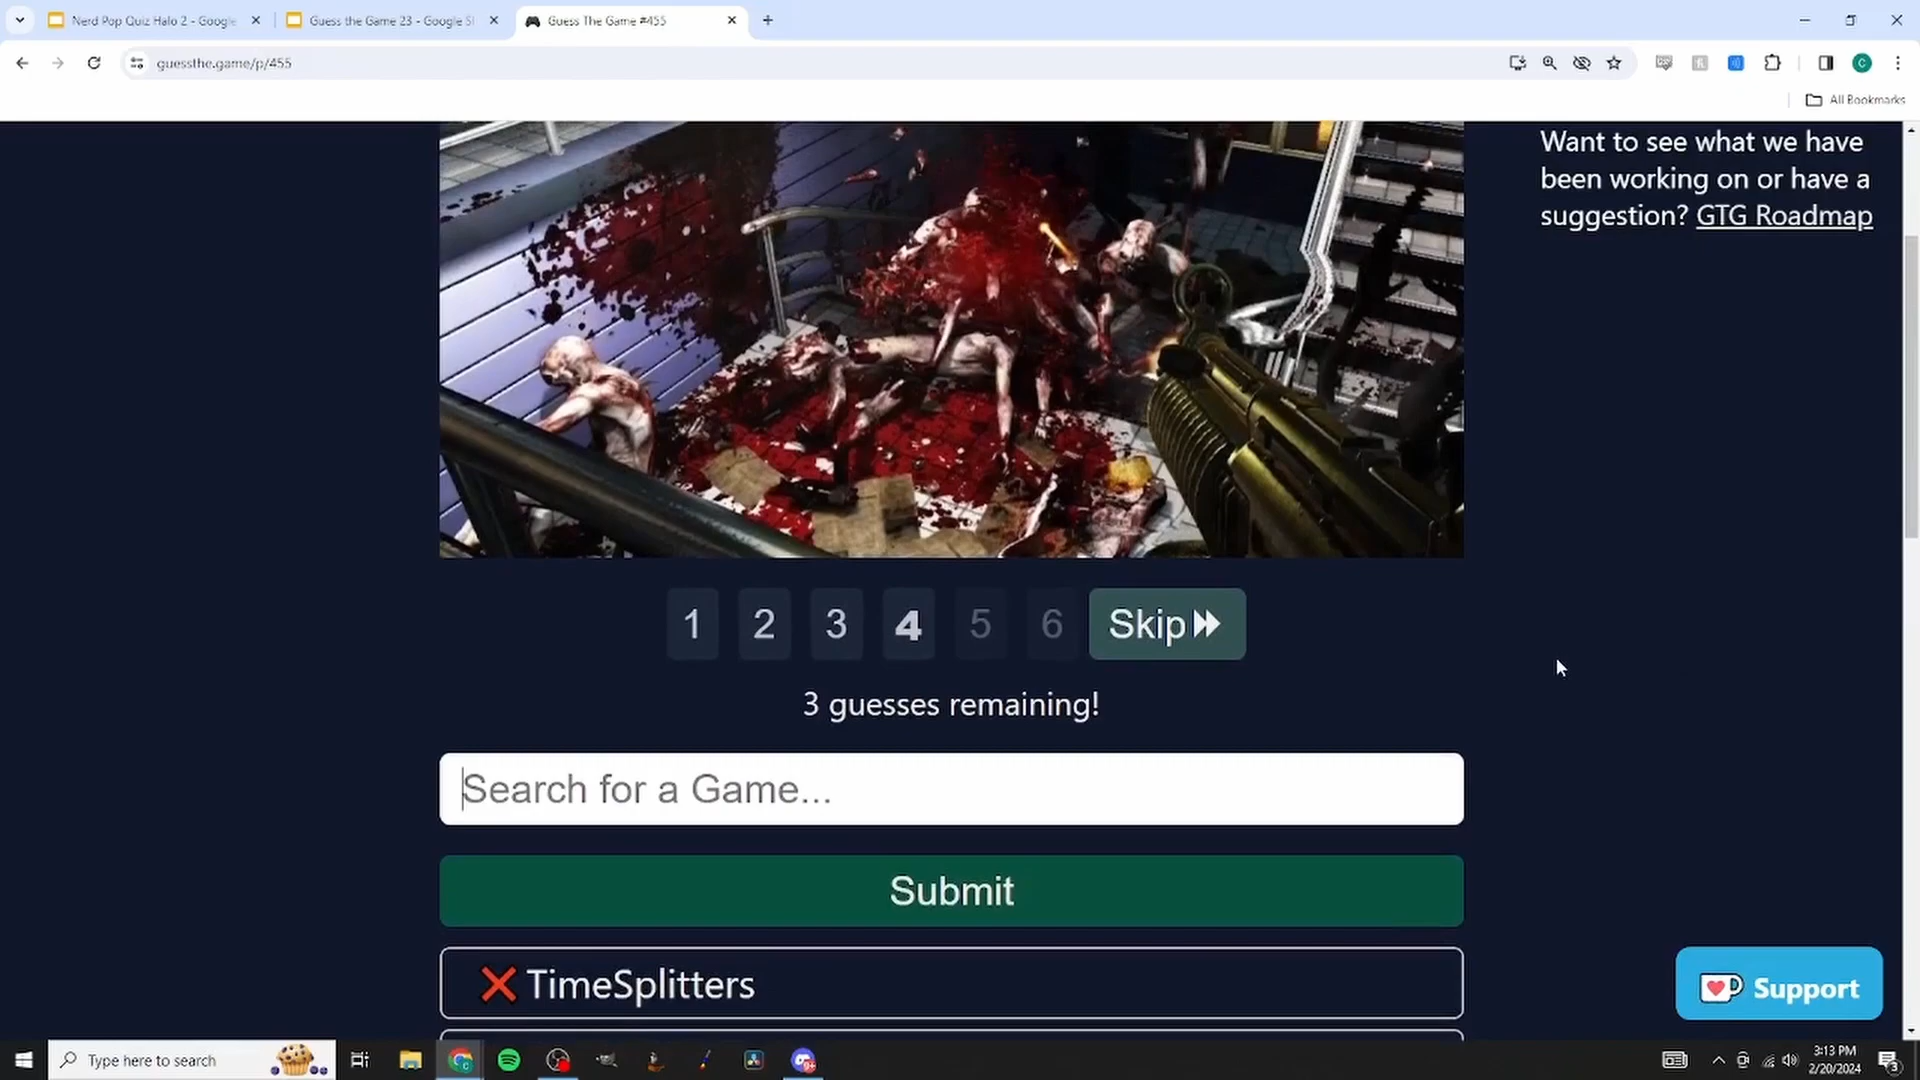 Nerd Pop Quiz Halo 2 - Google
Guess the Game 23 - Google Sl
Guess The Game #455
guessthe.game/p/455
All Bookmarks
Want to see what we have
been working on or have a
suggestion? GTG Roadmap
1 2 3 4 5 6 Skip
3 guesses remaining!
Search for a Game...
Submit
TimeSplitters
Support
Type here to search
3:13 PM
2/20/2024